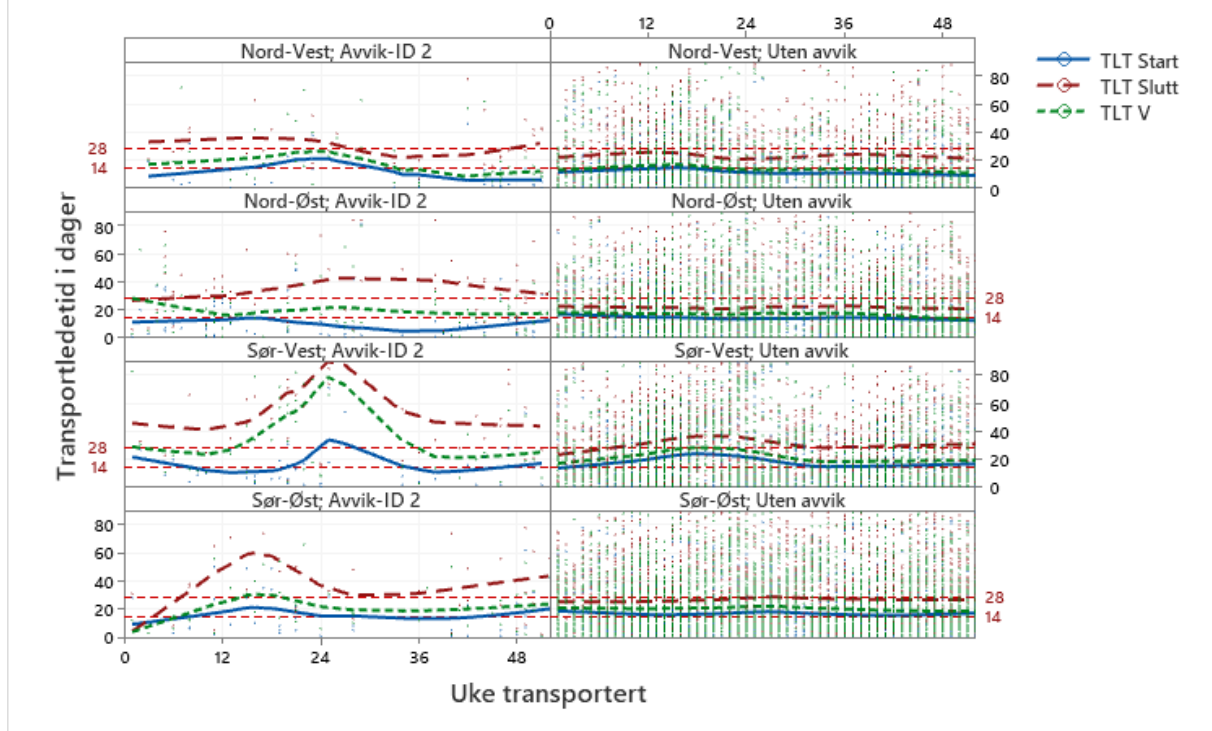 0 12 24 36 48
Nord-Vest; Avvik-ID 2 Nord-Vest; Uten avvik
TLT Start
TLT Slutt
TLT V
28
14
80
60
40
20
0
Nord-Øst; Avvik-ID 2 Nord-Øst; Uten avvik
80
60
40
20
0
28
14
Sør-Vest; Avvik-ID 2 Sør-Vest; Uten avvik
28
14
80
60
40
20
0
Sør-Øst; Avvik-ID 2 Sør-Øst; Uten avvik
80
60
40
20
0
28
14
0 12 24 36 48
Transportledetid i dager
Uke transportert